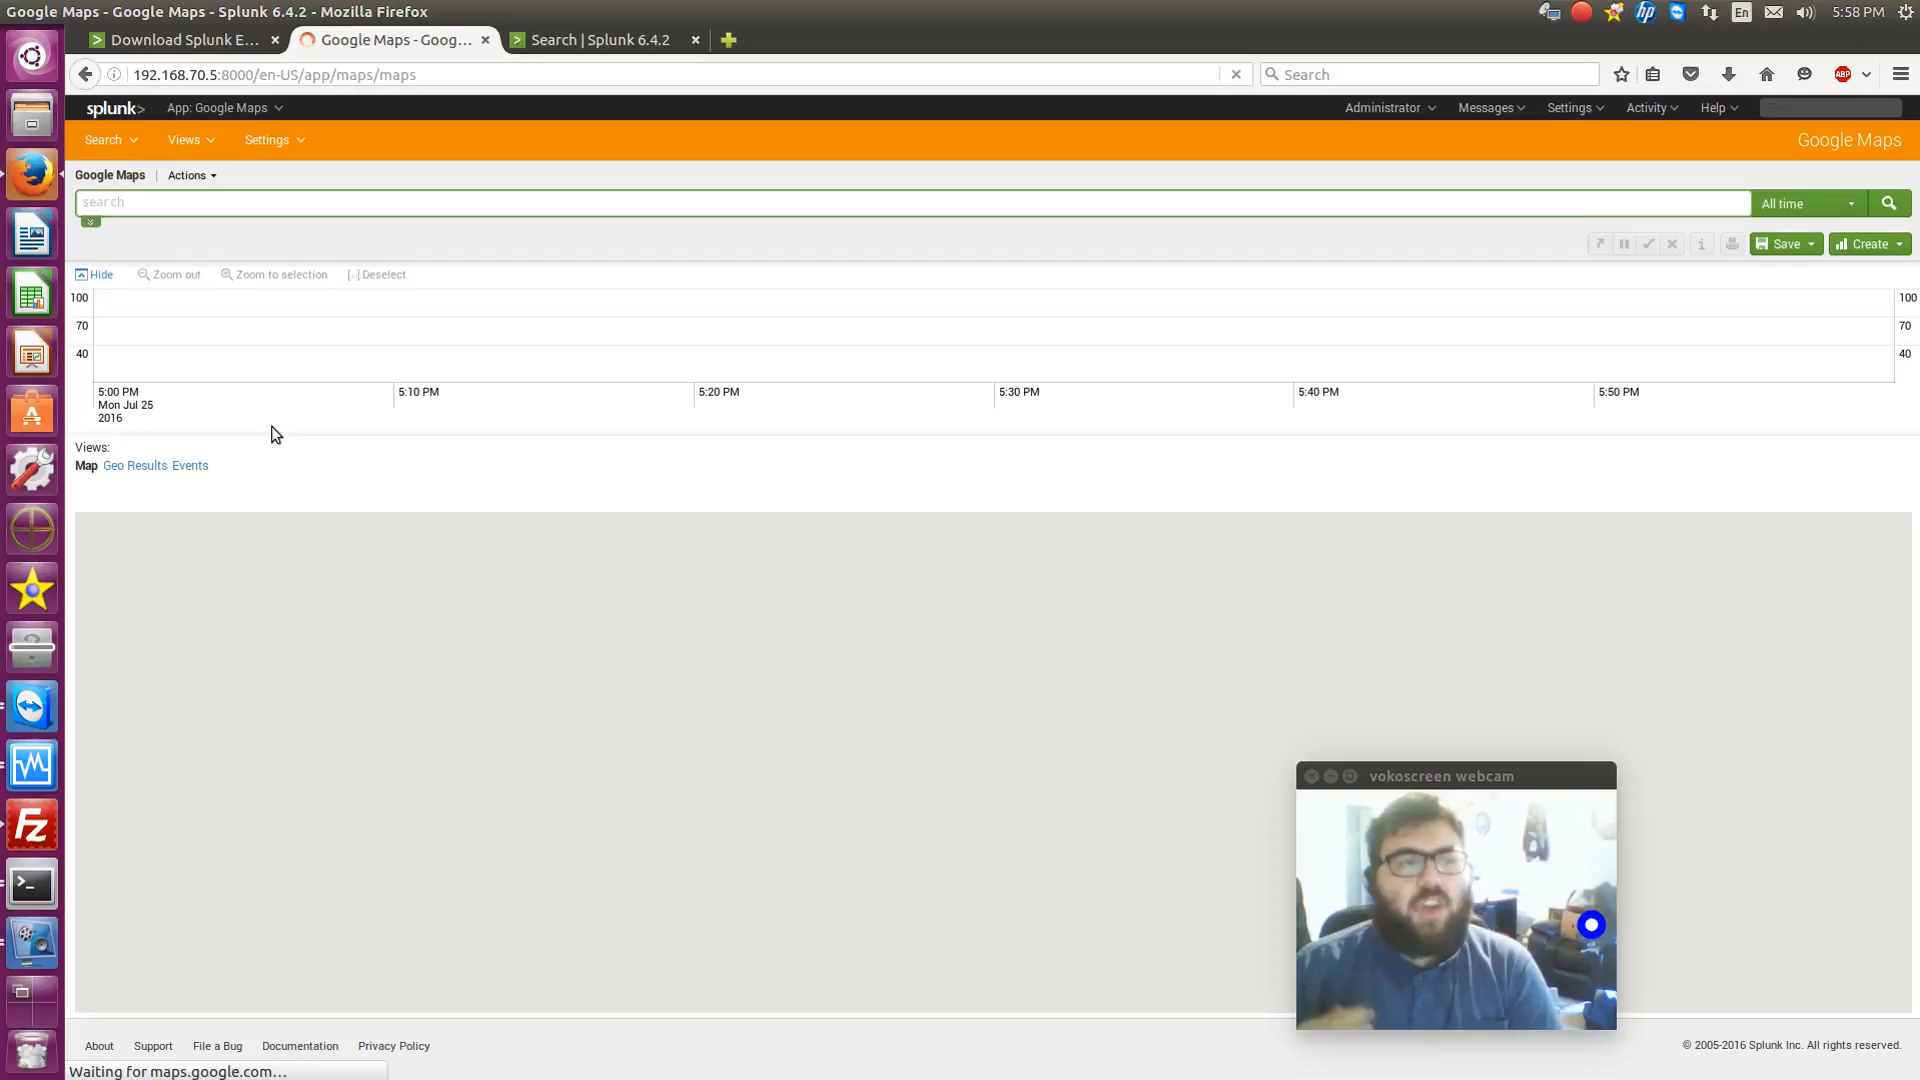 Google Maps - Google Maps - Splunk 6.4.2 - Mozilla Firefox
En
5:58 PM
> Download Splunk E...
Google Maps - Goog...
> Search | Splunk 6.4.2
192.168.70.5:8000/en-US/app/maps/maps
Search
ABP
splunk>
App: Google Maps
Administrator
Messages
Settings
Activity
Help
Find
Search
Views
Settings
Google Maps
Google Maps | Actions
search
All time
i
Save
Create
Hide
Zoom out
Zoom to selection
[..] Deselect
100
100
70
70
40
40
5:00 PM
5:10 PM
5:20 PM
5:30 PM
5:40 PM
5:50 PM
Mon Jul 25
2016
Views:
Map Geo Results Events
vokoscreen webcam
About
Support
File a Bug
Documentation
Privacy Policy
© 2005-2016 Splunk Inc. All rights reserved.
Waiting for maps.google.com...